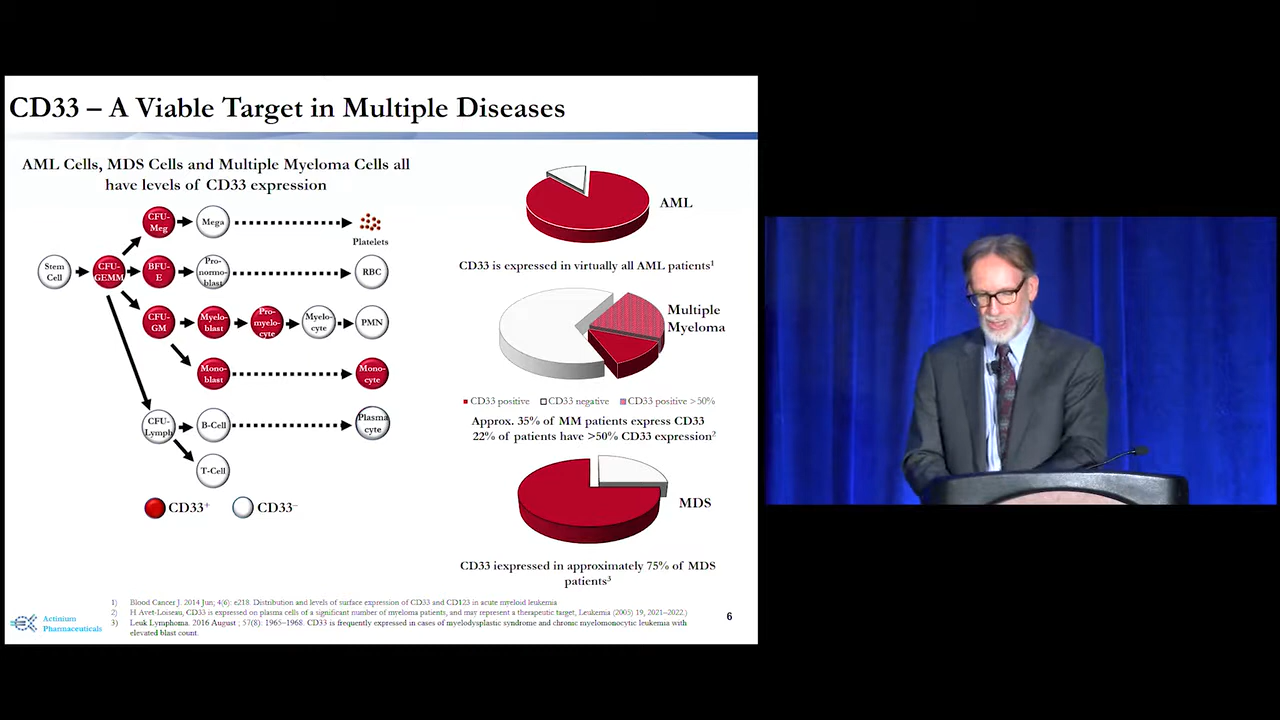 CD33 – A Viable Target in Multiple Diseases
AML Cells, MDS Cells and Multiple Myeloma Cells all
have levels of CD33 expression
CFU-
Meg
Mega
Platelets
Stem
Cell
CFU-
GEMM
BFU-
E
Pro-
normo-
blast
RBC
CFU-
GM
Myelo-
blast
Pro-
myelo-
cyte
Myelo-
cyte
PMN
Mono-
blast
Mono-
cyte
CFU-
Lymph
B-Cell
Plasma
cyte
T-Cell
CD33+
CD33–
AML
CD33 is expressed in virtually all AML patients1
Multiple
Myeloma
CD33 positive CD33 negative CD33 positive >50%
Approx. 35% of MM patients express CD33
22% of patients have >50% CD33 expression2
MDS
CD33 iexpressed in approximately 75% of MDS
patients3
1) Blood Cancer J. 2014 Jun; 4(6): e218. Distribution and levels of surface expression of CD33 and CD123 in acute myeloid leukemia
2) H Avet-Loiseau, CD33 is expressed on plasma cells of a significant number of myeloma patients, and may represent a therapeutic target, Leukemia (2005) 19, 2021–2022.)
3) Leuk Lymphoma. 2016 August ; 57(8): 1965–1968. CD33 is frequently expressed in cases of myelodysplastic syndrome and chronic myelomonocytic leukemia with
elevated blast count.
Actinium
Pharmaceuticals
6